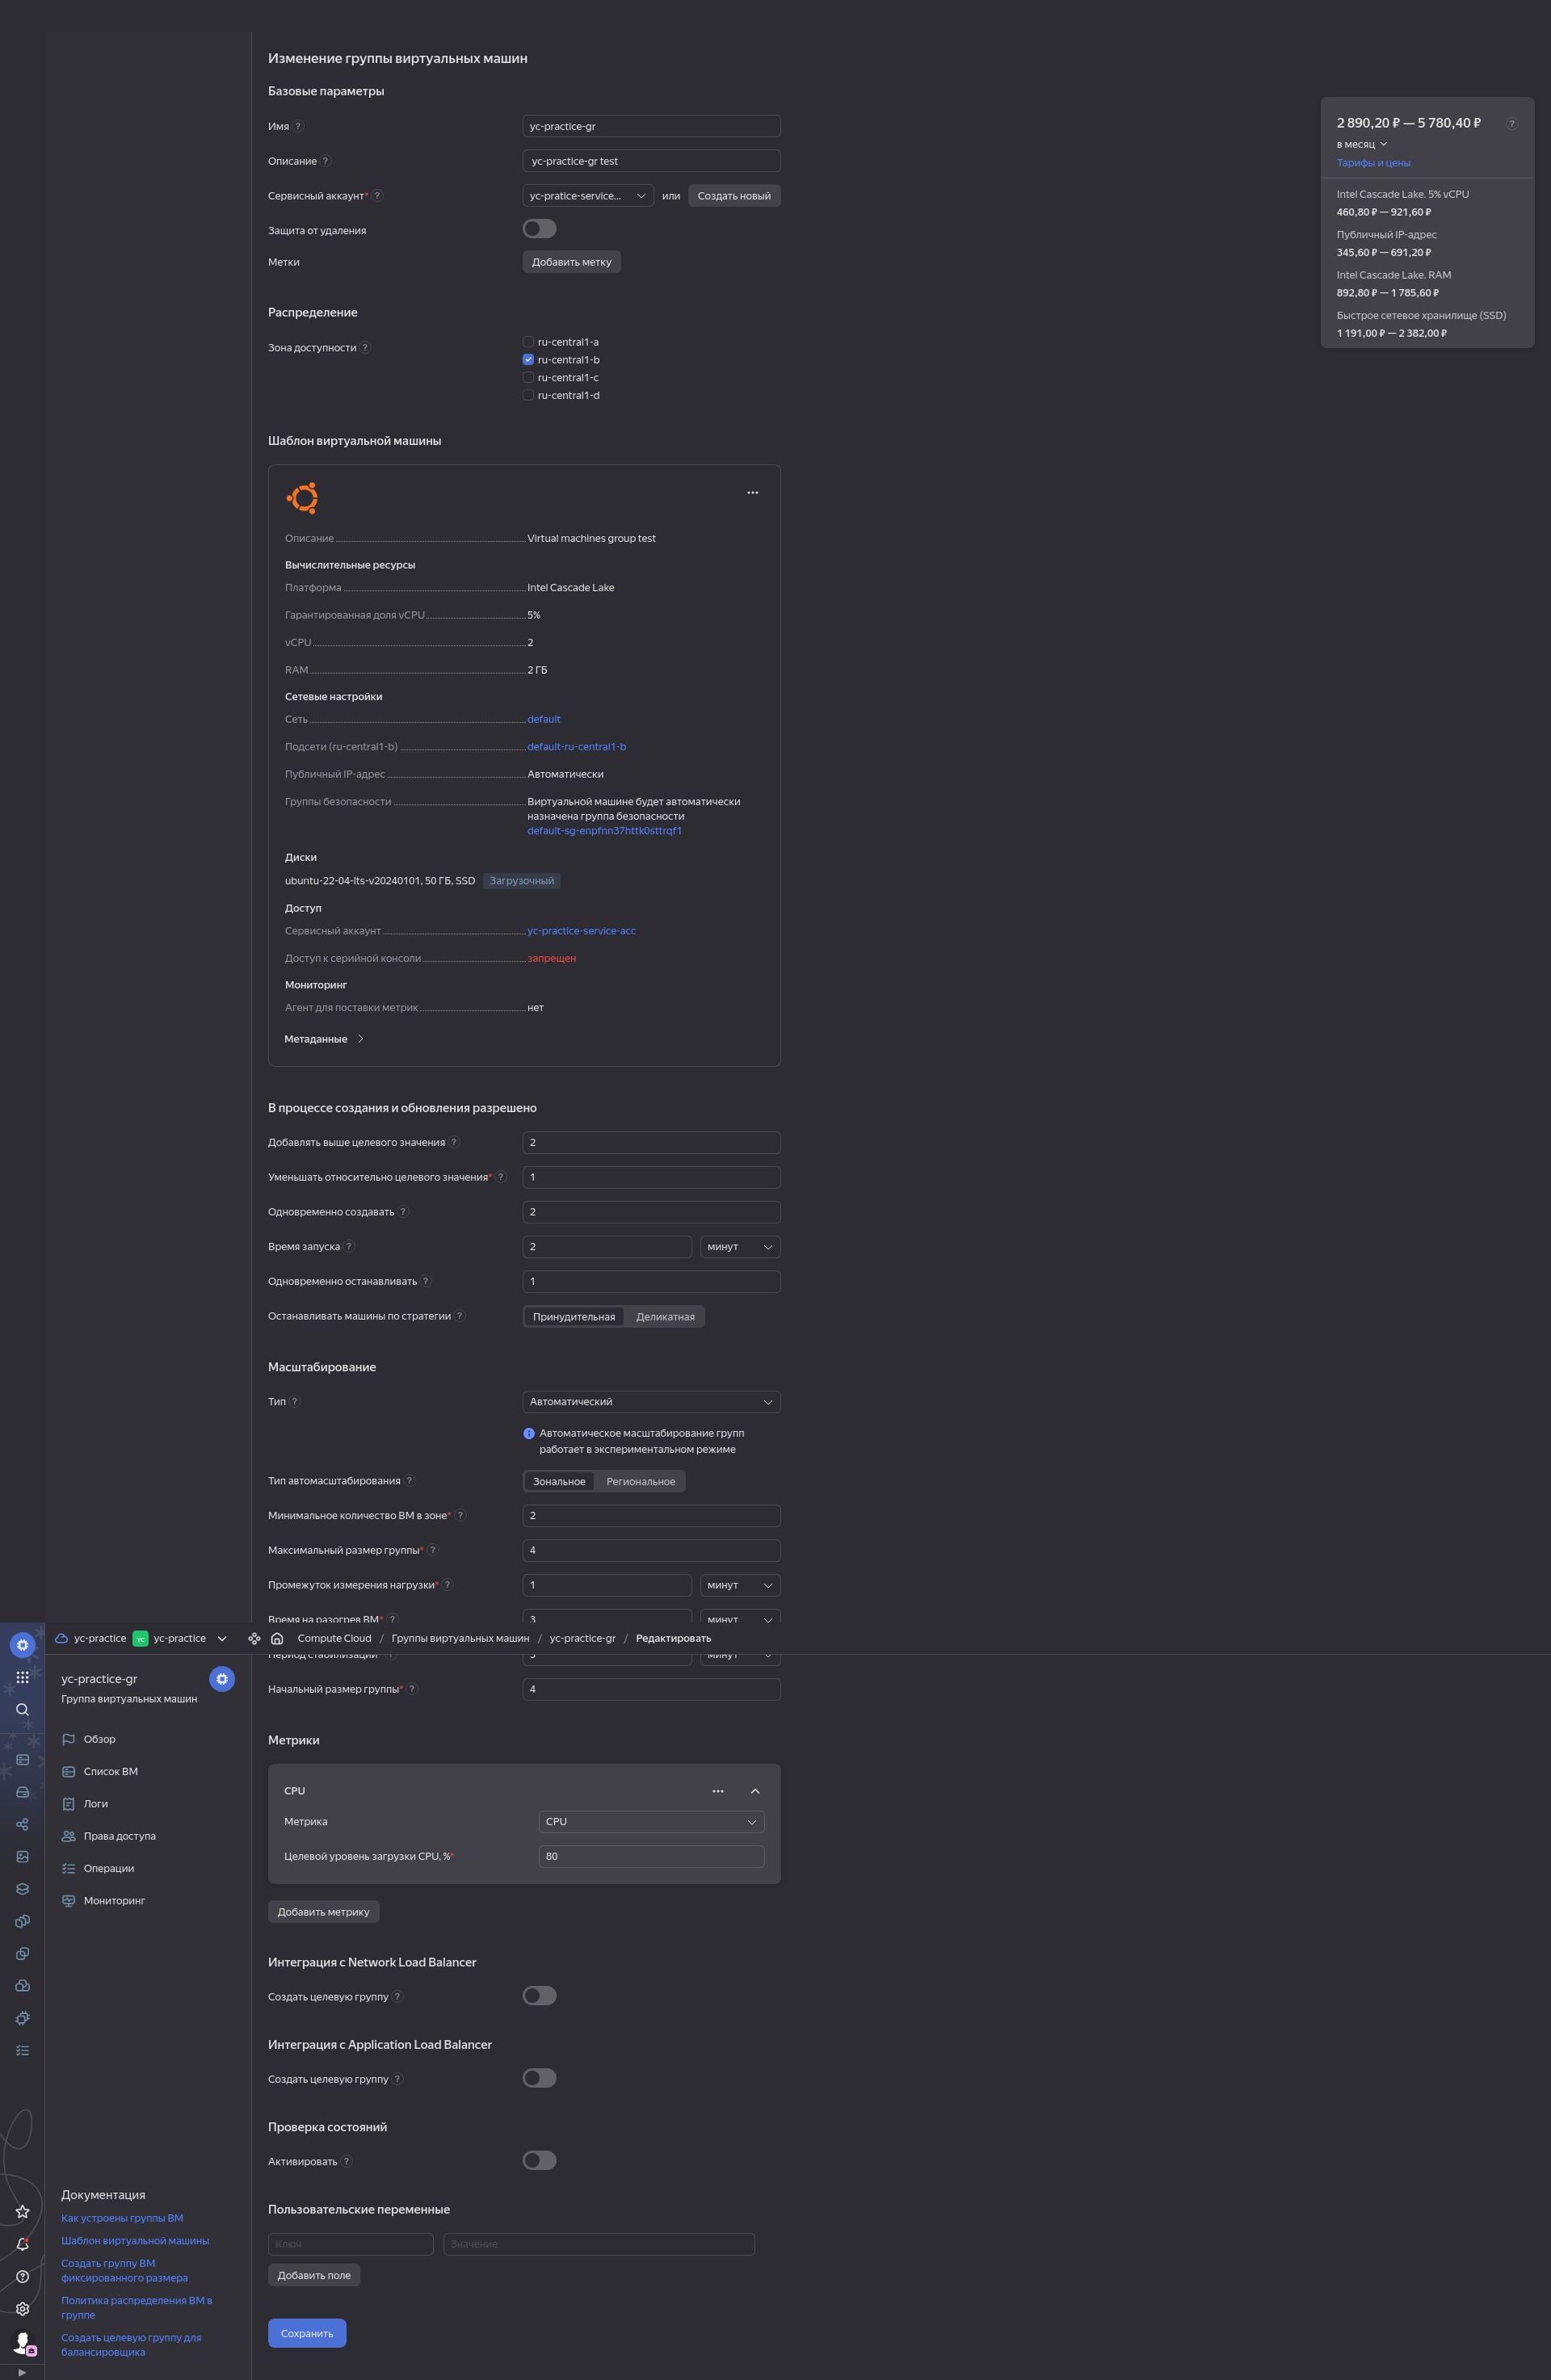 Изменение группы виртуальных машин
Базовые параметры
Имя ?
yc-practice-gr
Описание ?
yc-practice-gr test
Сервисный аккаунт* ?
yc-pratice-service... или Создать новый
Защита от удаления
Метки
Добавить метку
2 890,20 ₽ — 5 780,40 ₽ ?
в месяц
Тарифы и цены
Intel Cascade Lake. 5% vCPU
460,80 ₽ — 921,60 ₽
Публичный IP-адрес
345,60 ₽ — 691,20 ₽
Intel Cascade Lake. RAM
892,80 ₽ — 1 785,60 ₽
Быстрое сетевое хранилище (SSD)
1 191,00 ₽ — 2 382,00 ₽
Распределение
Зона доступности ?
ru-central1-a
ru-central1-b
ru-central1-c
ru-central1-d
Шаблон виртуальной машины
Описание Virtual machines group test
Вычислительные ресурсы
Платформа Intel Cascade Lake
Гарантированная доля vCPU 5%
vCPU 2
RAM 2 ГБ
Сетевые настройки
Сеть default
Подсети (ru-central1-b) default-ru-central1-b
Публичный IP-адрес Автоматически
Группы безопасности Виртуальной машине будет автоматически
назначена группа безопасности
default-sg-enpfnn37httk0sttrqf1
Диски
ubuntu-22-04-lts-v20240101, 50 ГБ, SSD Загрузочный
Доступ
Сервисный аккаунт yc-practice-service-acc
Доступ к серийной консоли запрещен
Мониторинг
Агент для поставки метрик нет
Метаданные
В процессе создания и обновления разрешено
Добавлять выше целевого значения ? 2
Уменьшать относительно целевого значения* ? 1
Одновременно создавать ? 2
Время запуска ? 2 минут
Одновременно останавливать ? 1
Останавливать машины по стратегии ? Принудительная Деликатная
Масштабирование
Тип ? Автоматический
Автоматическое масштабирование групп
работает в экспериментальном режиме
Тип автомасштабирования ? Зональное Региональное
Минимальное количество ВМ в зоне* ? 2
Максимальный размер группы* ? 4
Промежуток измерения нагрузки* ? 1 минут
Время на разогрев ВМ* ? 3 минут
yc-practice YC yc-practice Compute Cloud / Группы виртуальных машин / yc-practice-gr / Редактировать
Период стабилизации минут
Начальный размер группы* ? 4
yc-practice-gr
Группа виртуальных машин
Обзор
Список ВМ
Логи
Права доступа
Операции
Мониторинг
Метрики
CPU
Метрика CPU
Целевой уровень загрузки CPU, %* 80
Добавить метрику
Интеграция с Network Load Balancer
Создать целевую группу ?
Интеграция с Application Load Balancer
Создать целевую группу ?
Проверка состояний
Активировать ?
Пользовательские переменные
Ключ Значение
Добавить поле
Сохранить
Документация
Как устроены группы ВМ
Шаблон виртуальной машины
Создать группу ВМ
фиксированного размера
Политика распределения ВМ в
группе
Создать целевую группу для
балансировщика